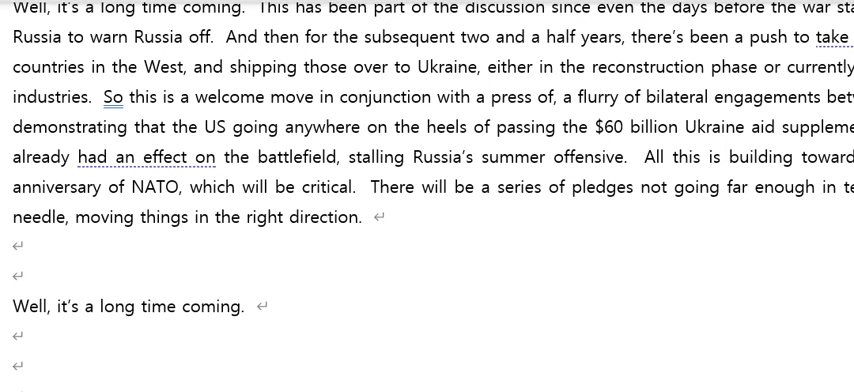 Well, it's a long time coming.  This has been part of the discussion since even the days before the war sta
Russia to warn Russia off.  And then for the subsequent two and a half years, there's been a push to take
countries in the West, and shipping those over to Ukraine, either in the reconstruction phase or currently
industries.  So this is a welcome move in conjunction with a press of, a flurry of bilateral engagements bet
demonstrating that the US going anywhere on the heels of passing the $60 billion Ukraine aid suppleme
already had an effect on the battlefield, stalling Russia's summer offensive.  All this is building toward
anniversary of NATO, which will be critical.  There will be a series of pledges not going far enough in te
needle, moving things in the right direction.
Well, it's a long time coming.